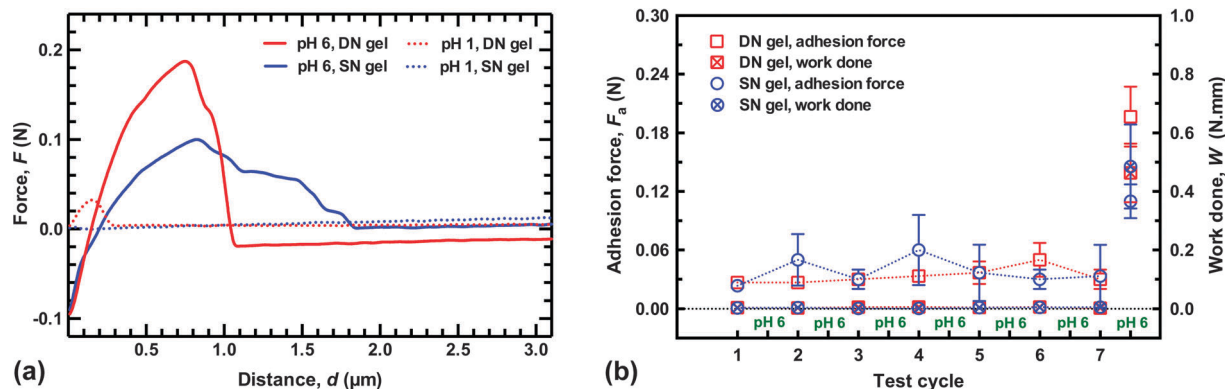 0.2
0.1
0.0
-0.1
Force, F (N)
pH 6, DN gel
pH 1, DN gel
pH 6, SN gel
pH 1, SN gel
0.5
1.0
1.5
2.0
2.5
3.0
Distance, d (μm)
(a)
0.30
0.24
0.18
0.12
0.06
0.00
Adhesion force, Fa (N)
DN gel, adhesion force
DN gel, work done
SN gel, adhesion force
SN gel, work done
1.0
0.8
0.6
0.4
0.2
0.0
Work done, W (N.mm)
pH 6 pH 6 pH 6 pH 6 pH 6 pH 6 pH 6
1 2 3 4 5 6 7
Test cycle
(b)